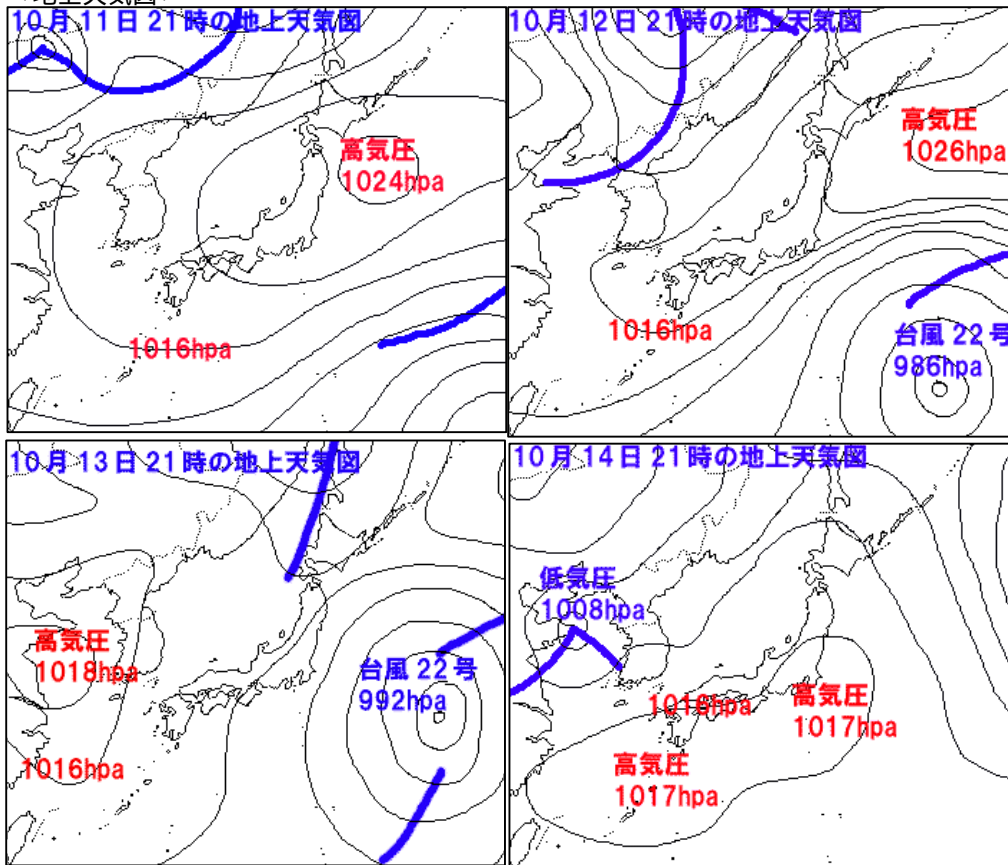 10月11日21時の地上天気図
高気圧
1024hpa
1016hpa
10月12日21時の地上天気図
高気圧
1026hpa
1016hpa
台風22号
986hpa
10月13日21時の地上天気図
高気圧
1018hpa
台風22号
992hpa
1016hpa
10月14日21時の地上天気図
低気圧
1008hpa
1016hpa
高気圧
1017hpa
高気圧
1017hpa